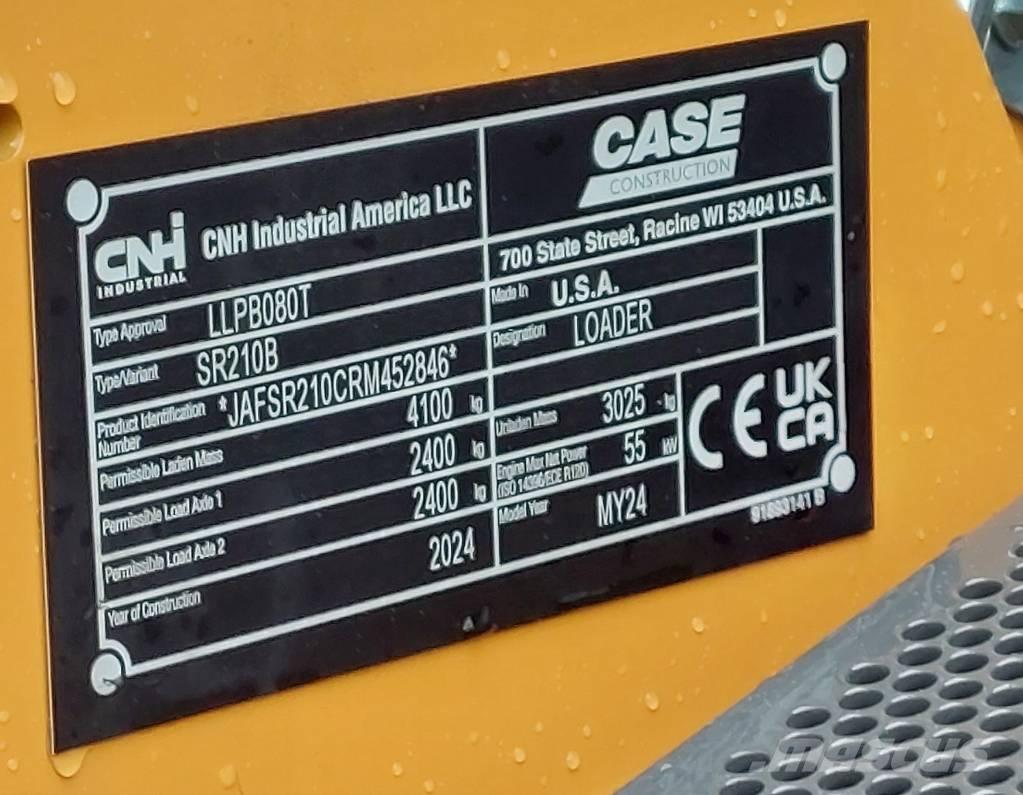 CNH
INDUSTRIAL
CNH Industrial America LLC
CASE
CONSTRUCTION
700 State Street, Racine WI 53404 U.S.A.
Type Approval LLPB080T
Made In U.S.A.
Type/Variant SR210B
Designation LOADER
Product Identification
Number *JAFSR210CRM452846*
Permissible Laden Mass 4100 kg
Unladen Mass 3025 kg
Permissible Load Axle 1 2400 kg
Engine Max Net Power
(ISO 14396/ECE R120) 55 kW
Permissible Load Axle 2 2400 kg
Model Year MY24
Year of Construction 2024
CE UK
CA
91693141 B
mascus